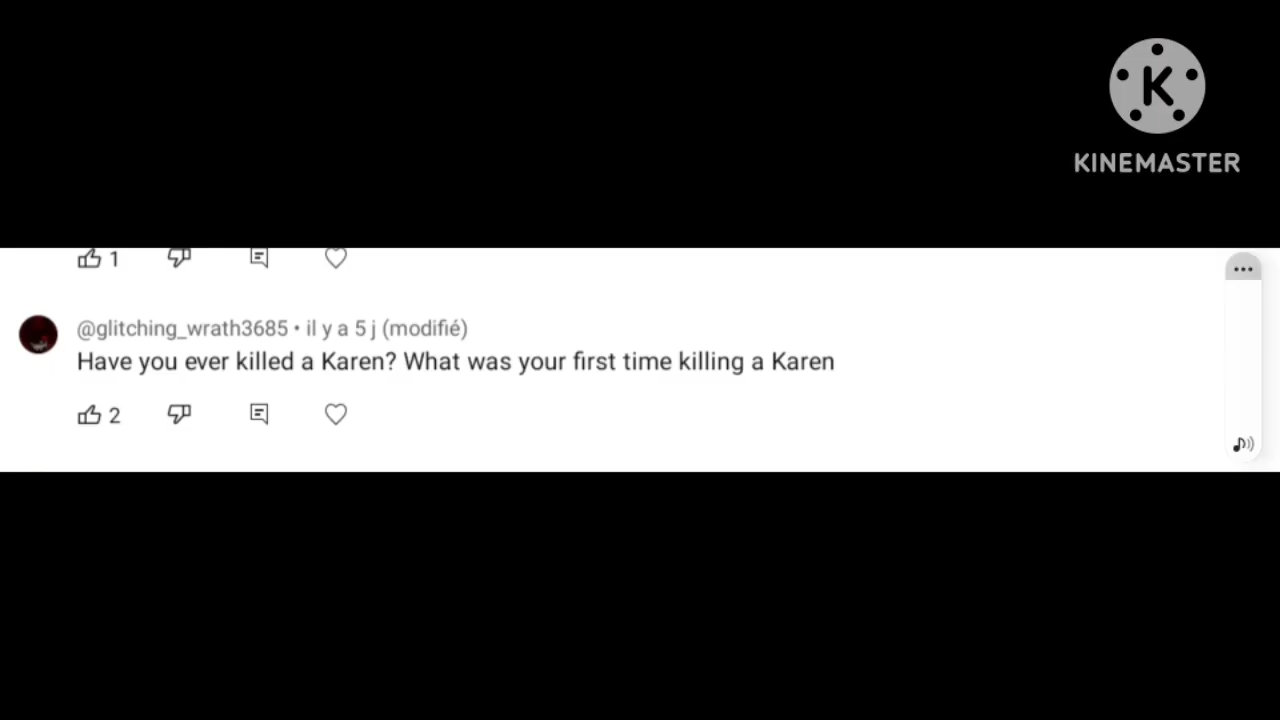 K
KINEMASTER
1
@glitching_wrath3685 • il y a 5 j (modifié)
Have you ever killed a Karen? What was your first time killing a Karen
2